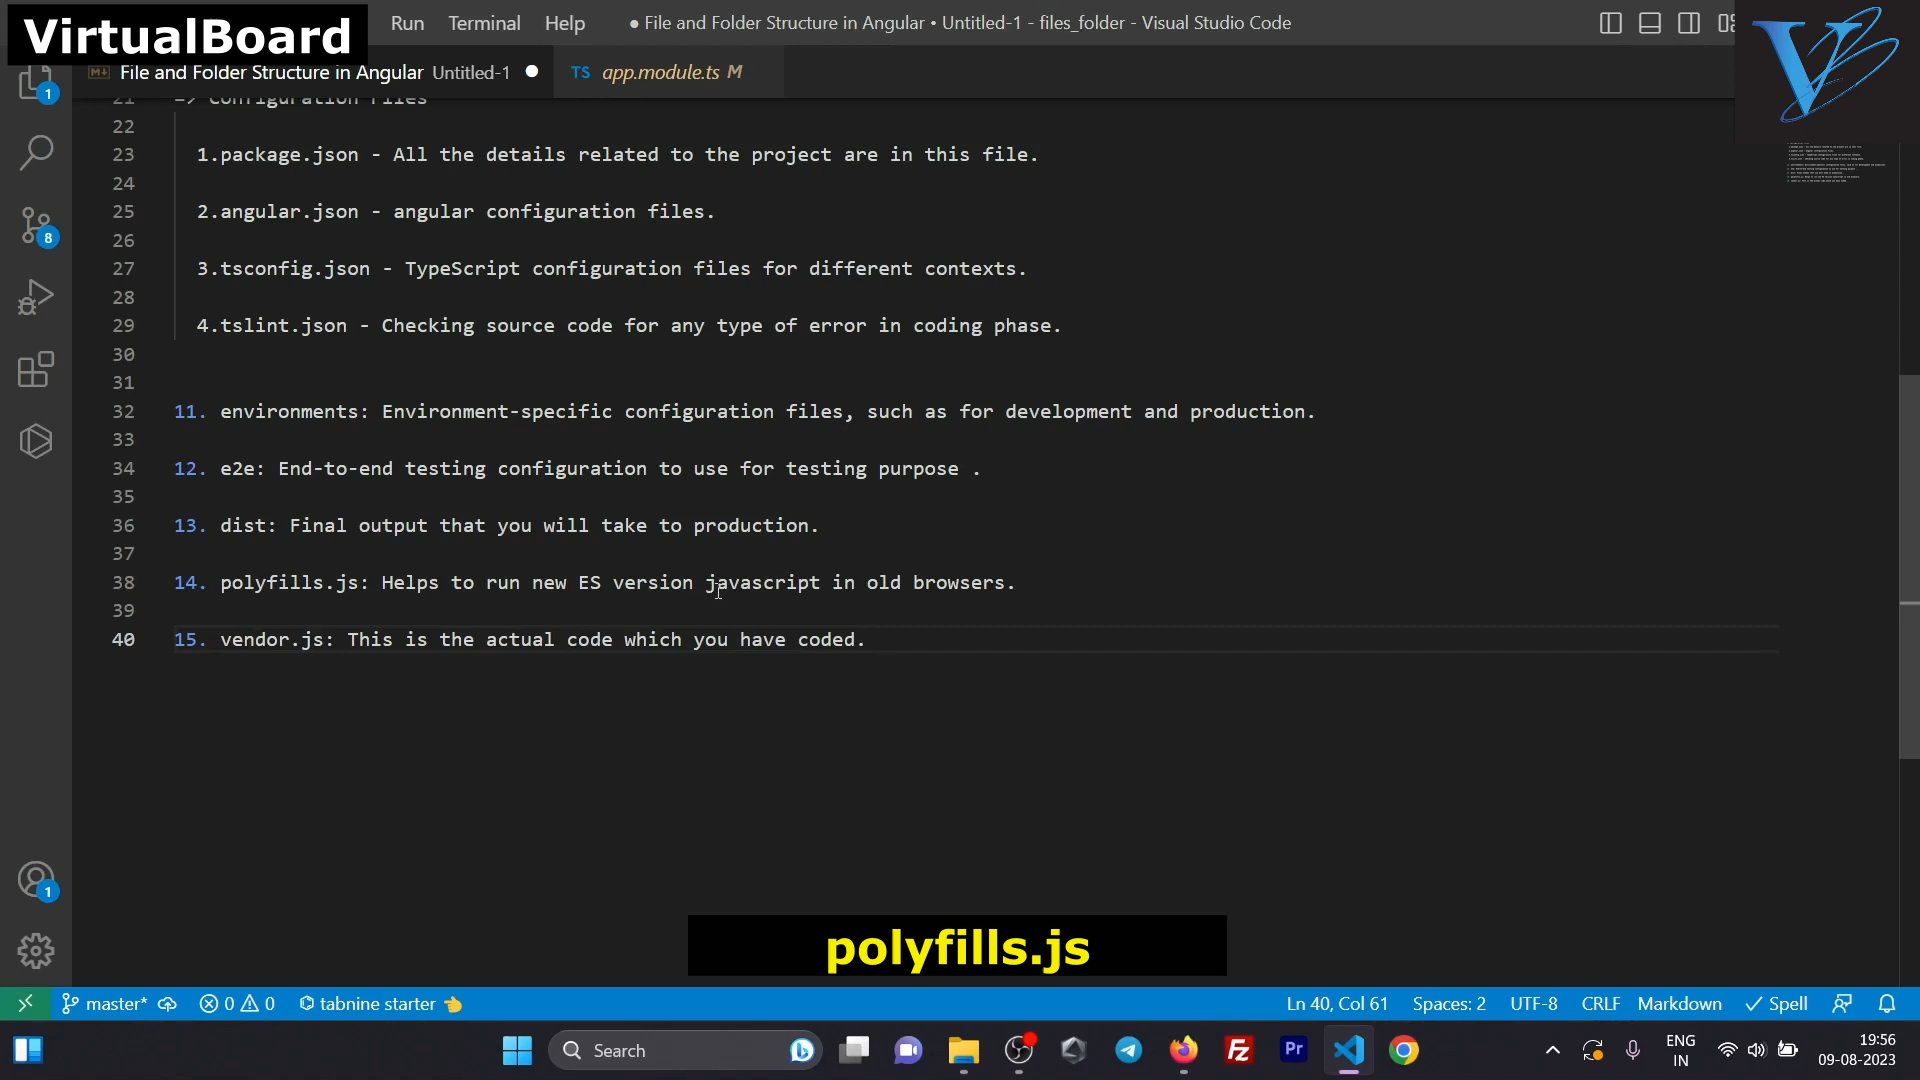 VirtualBoard
Run Terminal Help
● File and Folder Structure in Angular • Untitled-1 - files_folder - Visual Studio Code
File and Folder Structure in Angular Untitled-1 ●
TS app.module.ts M
21 => Configuration Files
22
23 1.package.json - All the details related to the project are in this file.
24
25 2.angular.json - angular configuration files.
26
27 3.tsconfig.json - TypeScript configuration files for different contexts.
28
29 4.tslint.json - Checking source code for any type of error in coding phase.
30
31
32 11. environments: Environment-specific configuration files, such as for development and production.
33
34 12. e2e: End-to-end testing configuration to use for testing purpose .
35
36 13. dist: Final output that you will take to production.
37
38 14. polyfills.js: Helps to run new ES version javascript in old browsers.
39
40 15. vendor.js: This is the actual code which you have coded.
1
8
1
polyfills.js
master* 0 0 tabnine starter
Ln 40, Col 61 Spaces: 2 UTF-8 CRLF Markdown Spell
Search
Fz
Pr
ENG
IN
19:56
09-08-2023